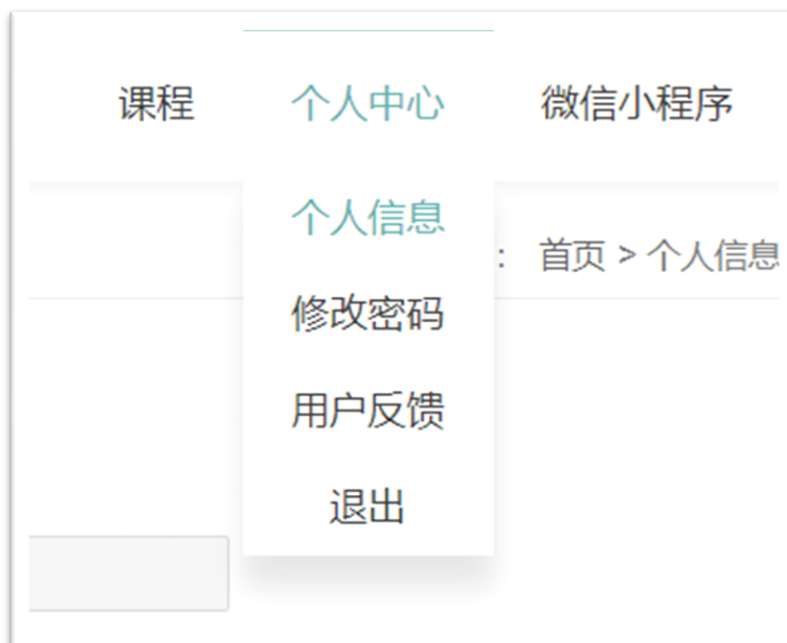 课程 个人中心 微信小程序
个人信息
： 首页 > 个人信息
修改密码
用户反馈
退出